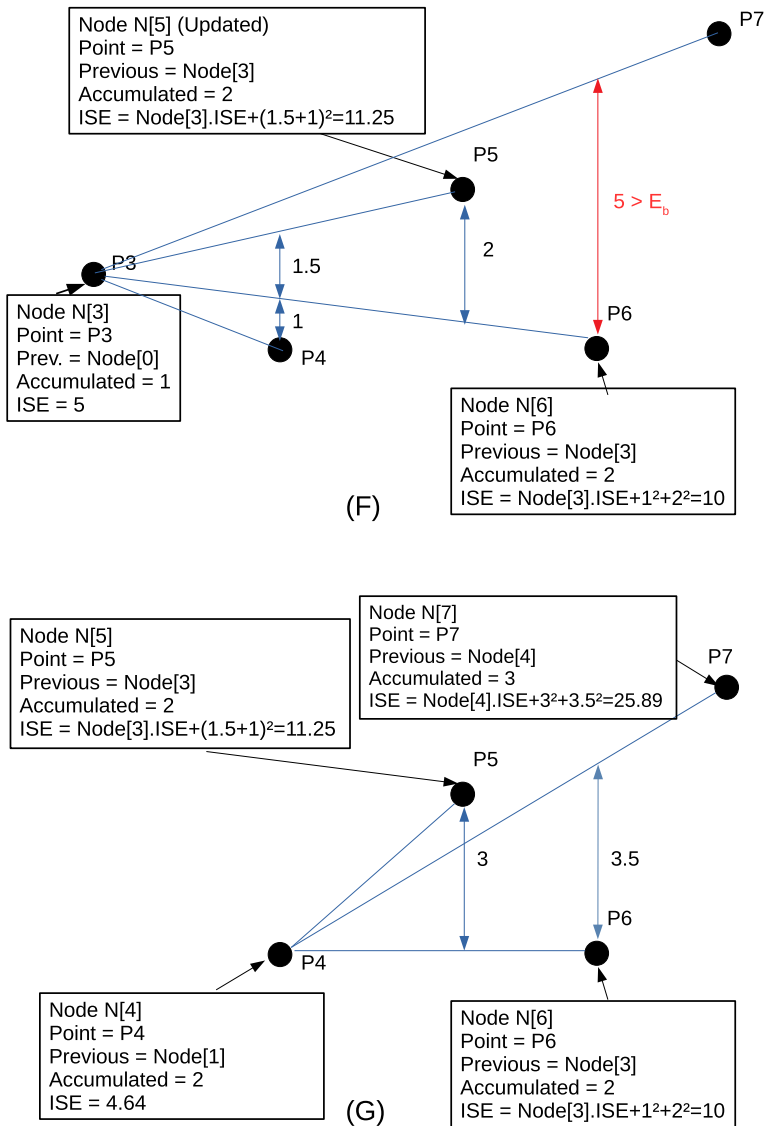 Node N[5] (Updated)
Point = P5
Previous = Node[3]
Accumulated = 2
ISE = Node[3].ISE+(1.5+1)²=11.25
P7
P5
5 > E_b
2
P3
1.5
1
P4
P6
Node N[3]
Point = P3
Prev. = Node[0]
Accumulated = 1
ISE = 5
Node N[6]
Point = P6
Previous = Node[3]
Accumulated = 2
ISE = Node[3].ISE+1²+2²=10
(F)
Node N[5]
Point = P5
Previous = Node[3]
Accumulated = 2
ISE = Node[3].ISE+(1.5+1)²=11.25
Node N[7]
Point = P7
Previous = Node[4]
Accumulated = 3
ISE = Node[4].ISE+3²+3.5²=25.89
P7
P5
3
3.5
P6
P4
Node N[4]
Point = P4
Previous = Node[1]
Accumulated = 2
ISE = 4.64
Node N[6]
Point = P6
Previous = Node[3]
Accumulated = 2
ISE = Node[3].ISE+1²+2²=10
(G)